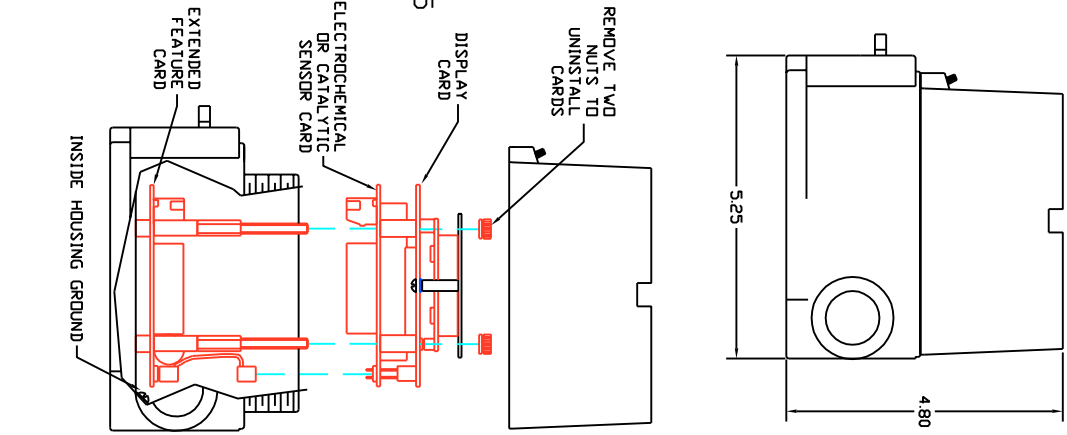 REMOVE TWO
NUTS TO
UNINSTALL
CARDS
DISPLAY
CARD
ELECTROCHEMICAL
OR CATALYTIC
SENSOR CARD
EXTENDED
FEATURE
CARD
INSIDE HOUSING GROUND
5.25
4.80